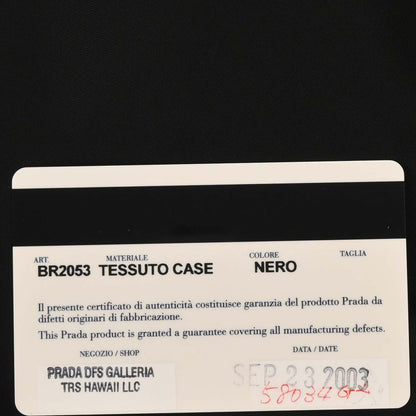 ART. MATERIALE COLORE TAGLIA
BR2053 TESSUTO CASE NERO
Il presente certificato di autenticità costituisce garanzia del prodotto Prada da
difetti originari di fabbricazione.
This Prada product is granted a guarantee covering all manufacturing defects.
NEGOZIO / SHOP DATA / DATE
PRADA DFS GALLERIA SEP 23 2003
TRS HAWAII LLC